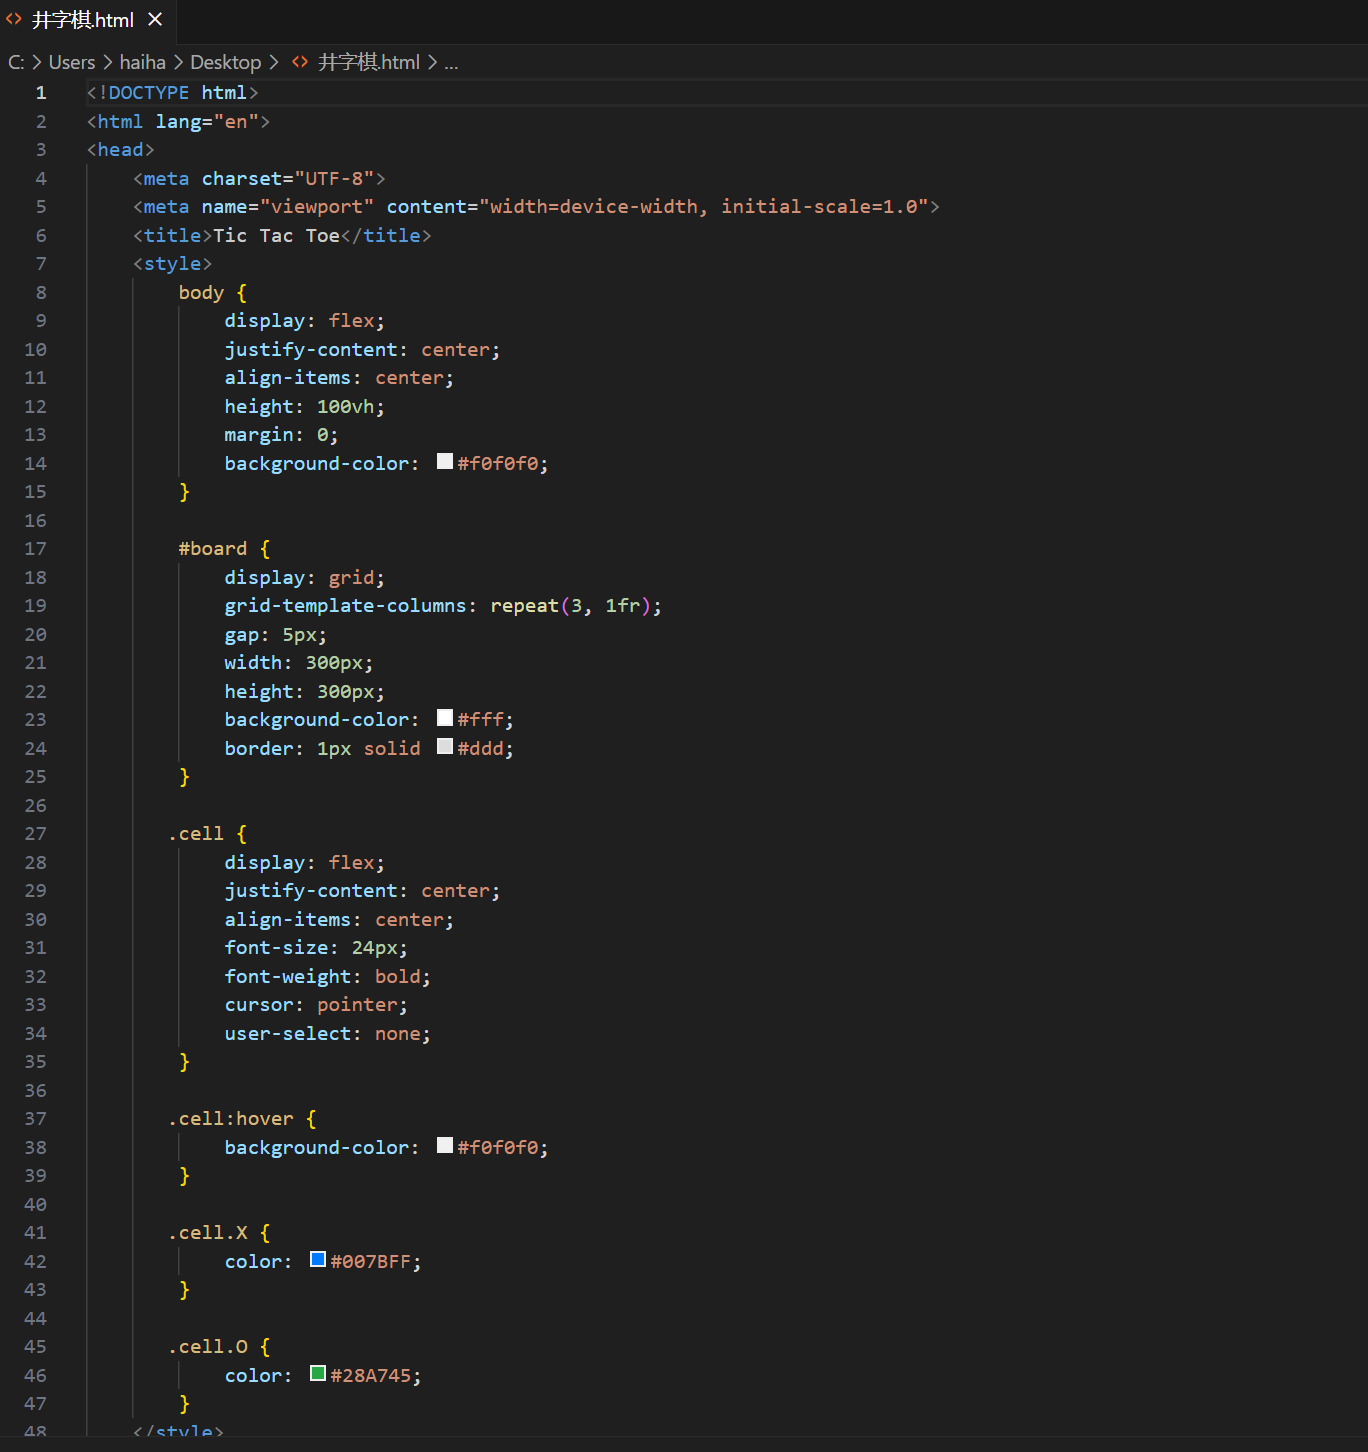 井字棋.html
C: > Users > haiha > Desktop > 井字棋.html > ...
1 <!DOCTYPE html>
2 <html lang="en">
3 <head>
4     <meta charset="UTF-8">
5     <meta name="viewport" content="width=device-width, initial-scale=1.0">
6     <title>Tic Tac Toe</title>
7     <style>
8         body {
9             display: flex;
10             justify-content: center;
11             align-items: center;
12             height: 100vh;
13             margin: 0;
14             background-color: #f0f0f0;
15         }
16
17         #board {
18             display: grid;
19             grid-template-columns: repeat(3, 1fr);
20             gap: 5px;
21             width: 300px;
22             height: 300px;
23             background-color: #fff;
24             border: 1px solid #ddd;
25         }
26
27        .cell {
28             display: flex;
29             justify-content: center;
30             align-items: center;
31             font-size: 24px;
32             font-weight: bold;
33             cursor: pointer;
34             user-select: none;
35         }
36
37        .cell:hover {
38             background-color: #f0f0f0;
39         }
40
41        .cell.X {
42             color: #007BFF;
43         }
44
45        .cell.O {
46             color: #28A745;
47         }
48     </style>